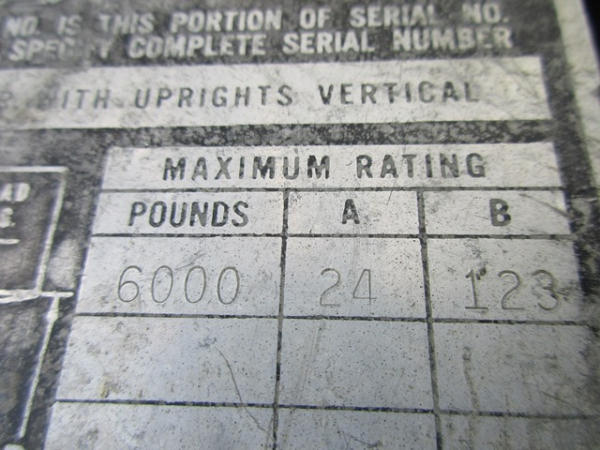 NO. IS THIS PORTION OF SERIAL NO.
SPECIFY COMPLETE SERIAL NUMBER
WITH UPRIGHTS VERTICAL
MAXIMUM RATING
POUNDS A B
6000 24 123